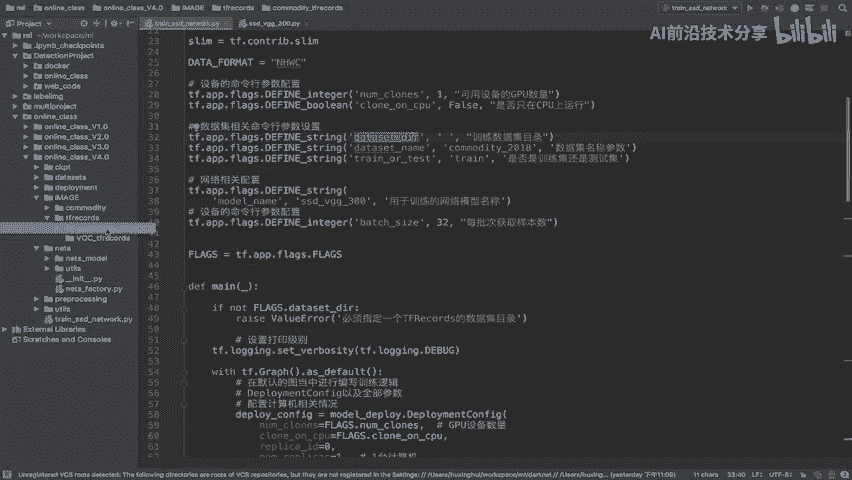 ml online_class online_class_V4.0 IMAGE tfrecords commodity_tfrecords
train_ssd_network
Project
train_ssd_network.py
ssd_vgg_300.py
AI前沿技术分享 bilibili
ml ~/workspace/ml
.ipynb_checkpoints
DetectionProject
docker
online_class
web_code
labelImg
multiproject
online_class
online_class_V1.0
online_class_V2.0
online_class_V3.0
online_class_V4.0
ckpt
datasets
deployment
IMAGE
commodity
tfrecords
VOC_tfrecords
nets
nets_model
utils
__init__.py
nets_factory.py
preprocessing
utils
train_ssd_network.py
External Libraries
Scratches and Consoles
23 slim = tf.contrib.slim
24
25 DATA_FORMAT = "NHWC"
26
27 # 设备的命令行参数配置
28 tf.app.flags.DEFINE_integer('num_clones', 1, "可用设备的GPU数量")
29 tf.app.flags.DEFINE_boolean('clone_on_cpu', False, "是否只在CPU上运行")
30
31 # 数据集相关命令行参数设置
32 tf.app.flags.DEFINE_string('dataset_dir', ' ', "训练数据集目录")
33 tf.app.flags.DEFINE_string('dataset_name', 'commodity_2018', '数据集名称参数')
34 tf.app.flags.DEFINE_string('train_or_test', 'train', '是否是训练集还是测试集')
35
36 # 网络相关配置
37 tf.app.flags.DEFINE_string(
38 'model_name', 'ssd_vgg_300', '用于训练的网络模型名称')
39 # 设备的命令行参数配置
40 tf.app.flags.DEFINE_integer('batch_size', 32, "每批次获取样本数")
41
42
43 FLAGS = tf.app.flags.FLAGS
44
45
46 def main(_):
47
48 if not FLAGS.dataset_dir:
49 raise ValueError('必须指定一个TFRecords的数据集目录')
50
51 # 设置打印级别
52 tf.logging.set_verbosity(tf.logging.DEBUG)
53
54 with tf.Graph().as_default():
55 # 在默认的图当中进行编写训练逻辑
56 # DeploymentConfig以及全部参数
57 # 配置计算机相关情况
58 deploy_config = model_deploy.DeploymentConfig(
59 num_clones=FLAGS.num_clones, # GPU设备数量
60 clone_on_cpu=FLAGS.clone_on_cpu,
61 replica_id=0,
62 num_replicas=1, # 1台计算机
Unregistered VCS roots detected: The following directories are roots of VCS repositories, but they are not registered in the Settings: // /Users/huxinghui/workspace/ml/darknet // /Users/huxing... (yesterday 下午11:09)
11 chars 32:40 LF÷ UTF-8÷